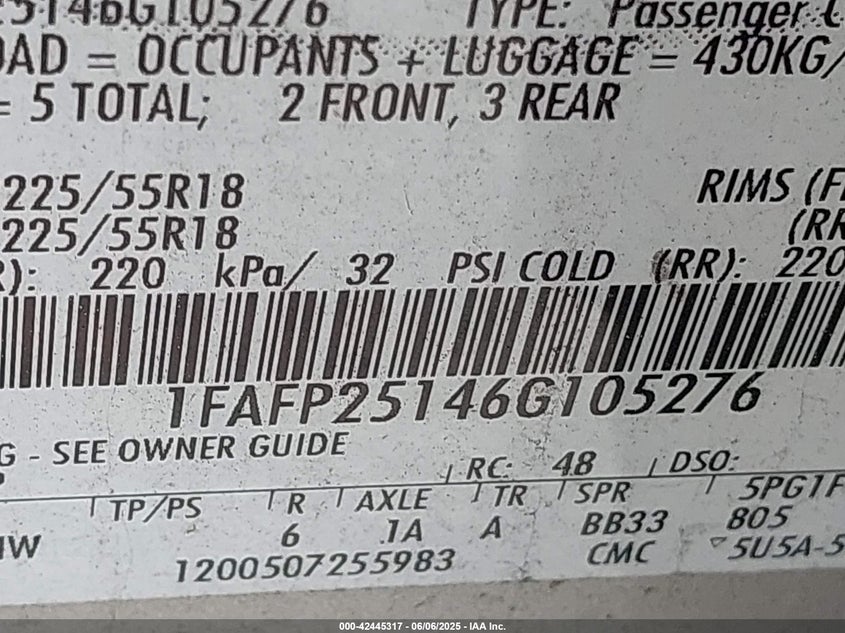 25146G105276 TYPE: Passenger C
OAD = OCCUPANTS + LUGGAGE = 430KG/
= 5 TOTAL; 2 FRONT, 3 REAR
225/55R18 RIMS (F
225/55R18 (RR
R): 220 kPa/ 32 PSI COLD (RR): 220
1FAFP25146G105276
G - SEE OWNER GUIDE
RC: 48 DSO:
TP/PS R AXLE TR SPR 5PG1F
6 1A A BB33 805
1200507255983 CMC 5U5A-5
000-42445317 - 06/06/2025 - IAA Inc.